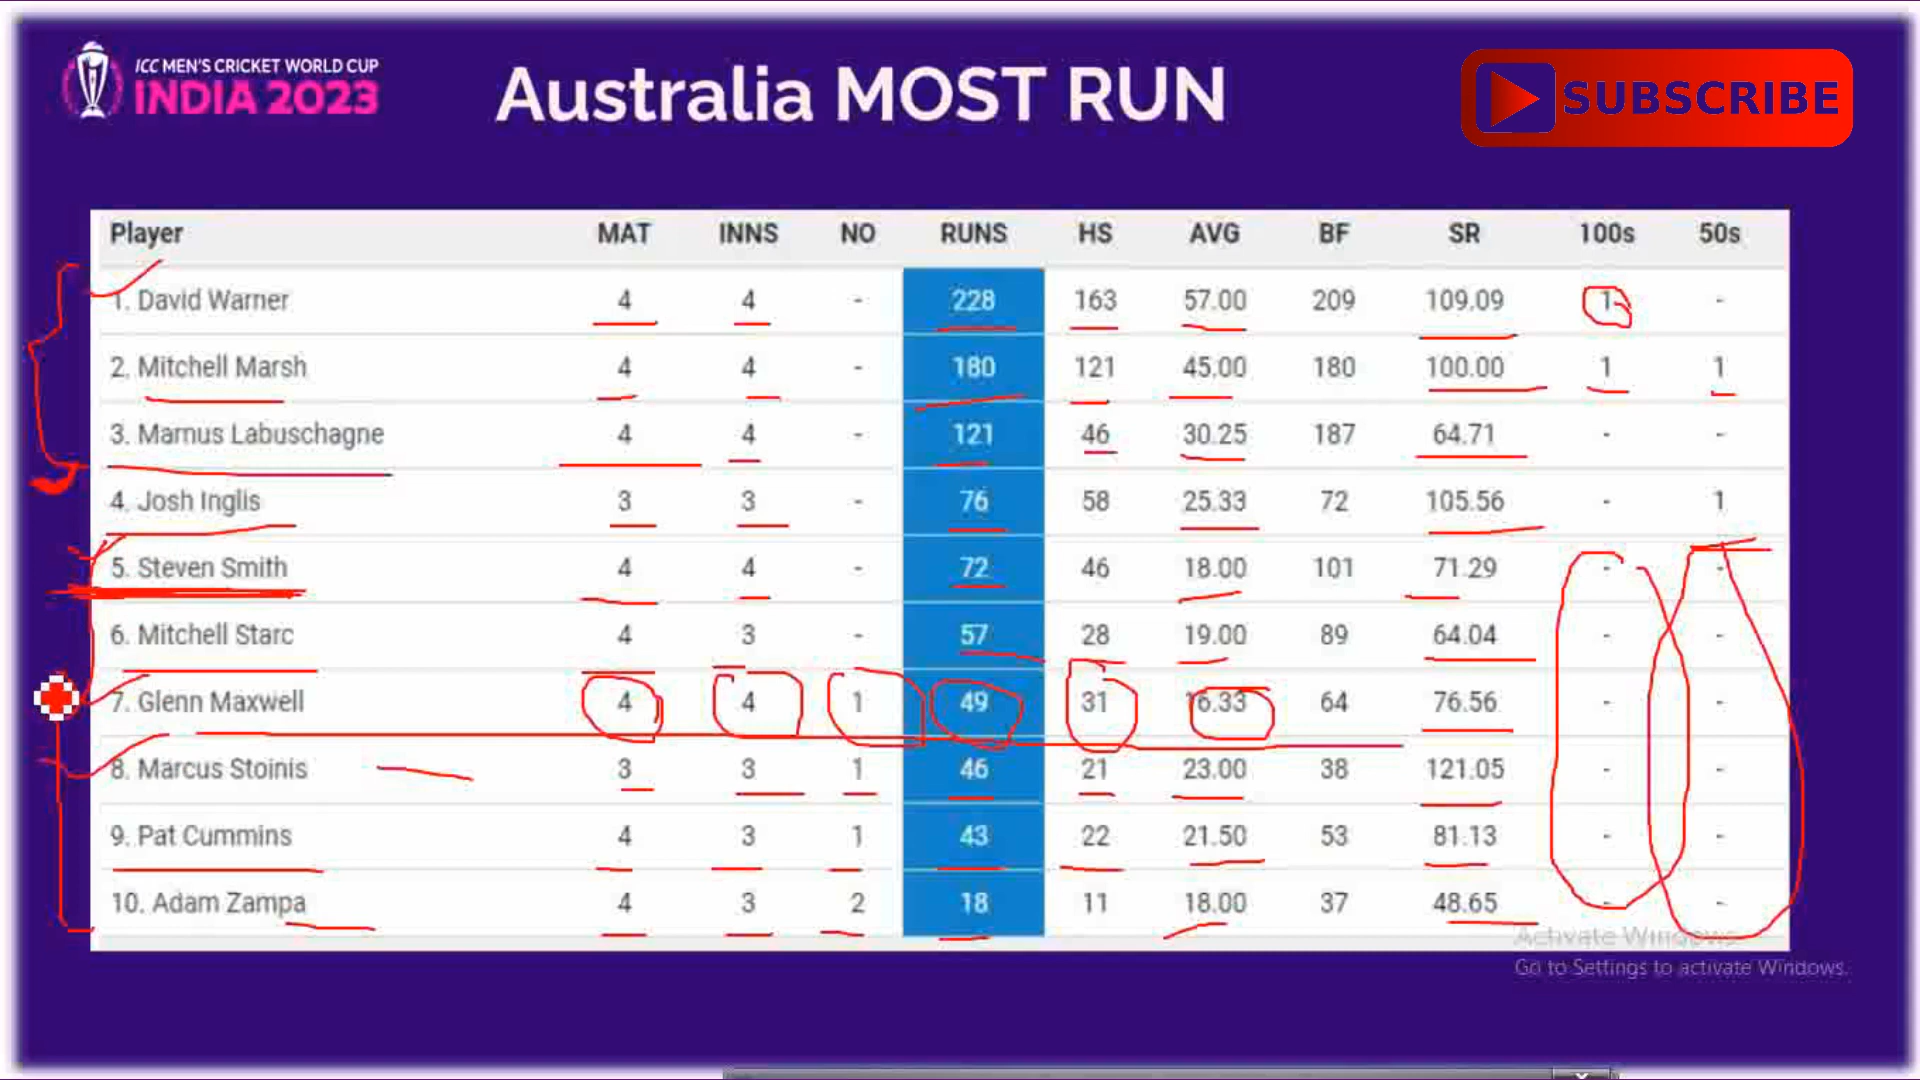 ICC MEN'S CRICKET WORLD CUP
INDIA 2023
Australia MOST RUN
SUBSCRIBE
Player MAT INNS NO RUNS HS AVG BF SR 100s 50s
1. David Warner 4 4 - 228 163 57.00 209 109.09 1 -
2. Mitchell Marsh 4 4 - 180 121 45.00 180 100.00 1 1
3. Marnus Labuschagne 4 4 - 121 46 30.25 187 64.71 - -
4. Josh Inglis 3 3 - 76 58 25.33 72 105.56 - 1
5. Steven Smith 4 4 - 72 46 18.00 101 71.29 - -
6. Mitchell Starc 4 3 - 57 28 19.00 89 64.04 - -
7. Glenn Maxwell 4 4 1 49 31 16.33 64 76.56 - -
8. Marcus Stoinis 3 3 1 46 21 23.00 38 121.05 - -
9. Pat Cummins 4 3 1 43 22 21.50 53 81.13 - -
10. Adam Zampa 4 3 2 18 11 18.00 37 48.65 - -
Activate Windows
Go to Settings to activate Windows.